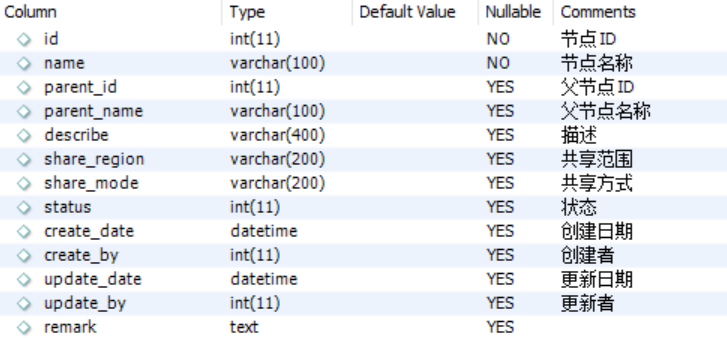 Column Type Default Value Nullable Comments
id int(11) NO 节点ID
name varchar(100) NO 节点名称
parent_id int(11) YES 父节点ID
parent_name varchar(100) YES 父节点名称
describe varchar(400) YES 描述
share_region varchar(200) YES 共享范围
share_mode varchar(200) YES 共享方式
status int(11) YES 状态
create_date datetime YES 创建日期
create_by int(11) YES 创建者
update_date datetime YES 更新日期
update_by int(11) YES 更新者
remark text YES